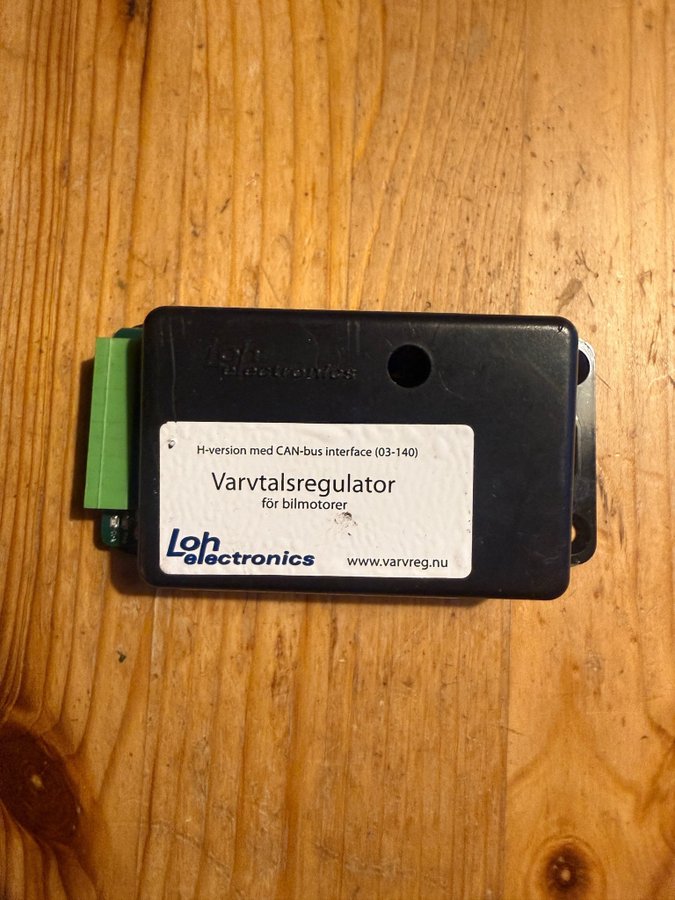 Loh
electronics
H-version med CAN-bus interface (03-140)
Varvtalsregulator
för bilmotorer
Loh
electronics
www.varvreg.nu